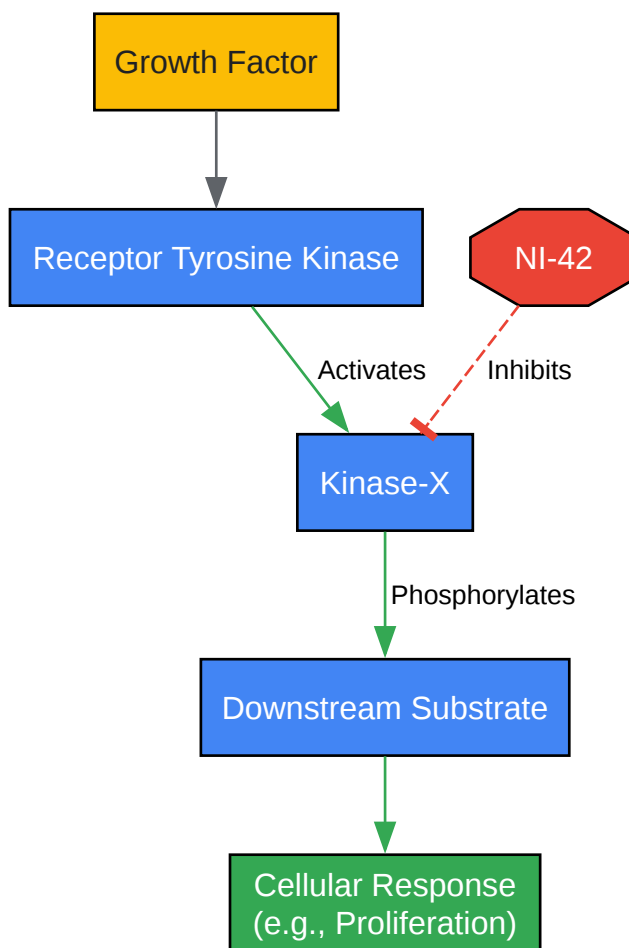 Growth Factor
Receptor Tyrosine Kinase
NI-42
Activates
Inhibits
Kinase-X
Phosphorylates
Downstream Substrate
Cellular Response
(e.g., Proliferation)